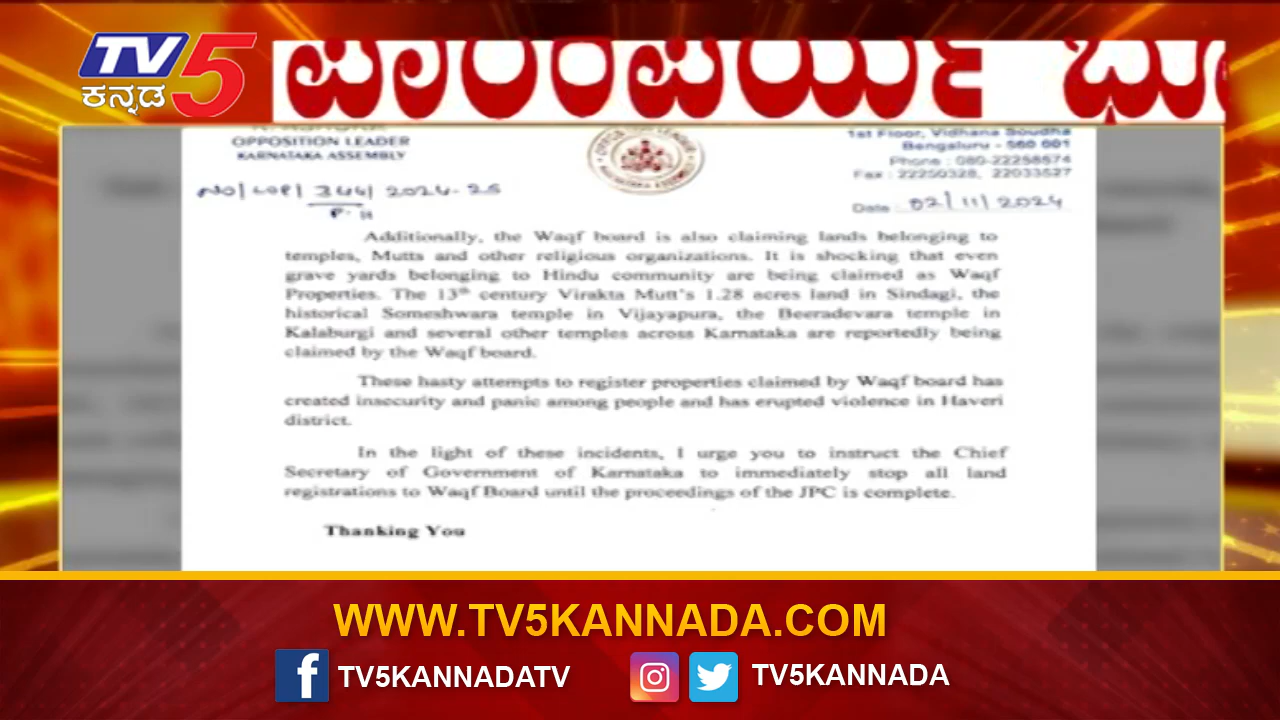 TV5
ಕನ್ನಡ
ಪಾರಂಪರ್ಯ
OPPOSITION LEADER
KARNATAKA ASSEMBLY
1st Floor, Vidhana Soudha
Bengaluru - 560 001
Phone : 080-22258574
Fax : 22250328, 22033527
NO/LOP/344/2024-25
Date : 02/11/2024
Additionally, the Waqf board is also claiming lands belonging to
temples, Mutts and other religious organizations. It is shocking that even
grave yards belonging to Hindu community are being claimed as Waqf
Properties. The 13th century Virakta Mutt's 1.28 acres land in Sindagi, the
historical Someshwara temple in Vijayapura, the Beeradevara temple in
Kalaburgi and several other temples across Karnataka are reportedly being
claimed by the Waqf board.
These hasty attempts to register properties claimed by Waqf board has
created insecurity and panic among people and has erupted violence in Haveri
district.
In the light of these incidents, I urge you to instruct the Chief
Secretary of Government of Karnataka to immediately stop all land
registrations to Waqf Board until the proceedings of the JPC is complete.
Thanking You
WWW.TV5KANNADA.COM
f TV5KANNADATV
TV5KANNADA